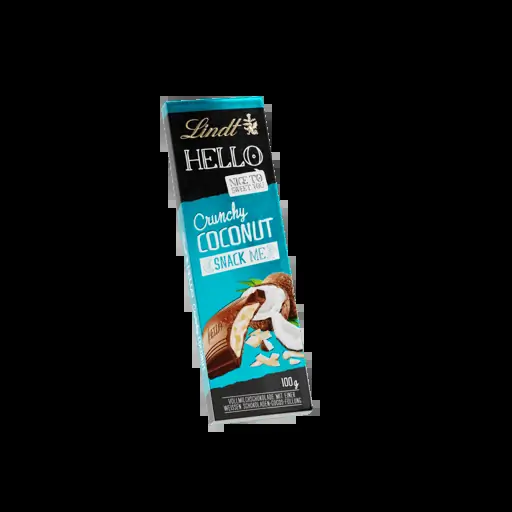 Lindt
HELLO
NICE TO
SWEET YOU
Crunchy
COCONUT
SNACK ME
100g
VOLLMILCHSCHOKOLADE MIT EINER
WEISSEN SCHOKOLADEN-COCOS-FÜLLUNG